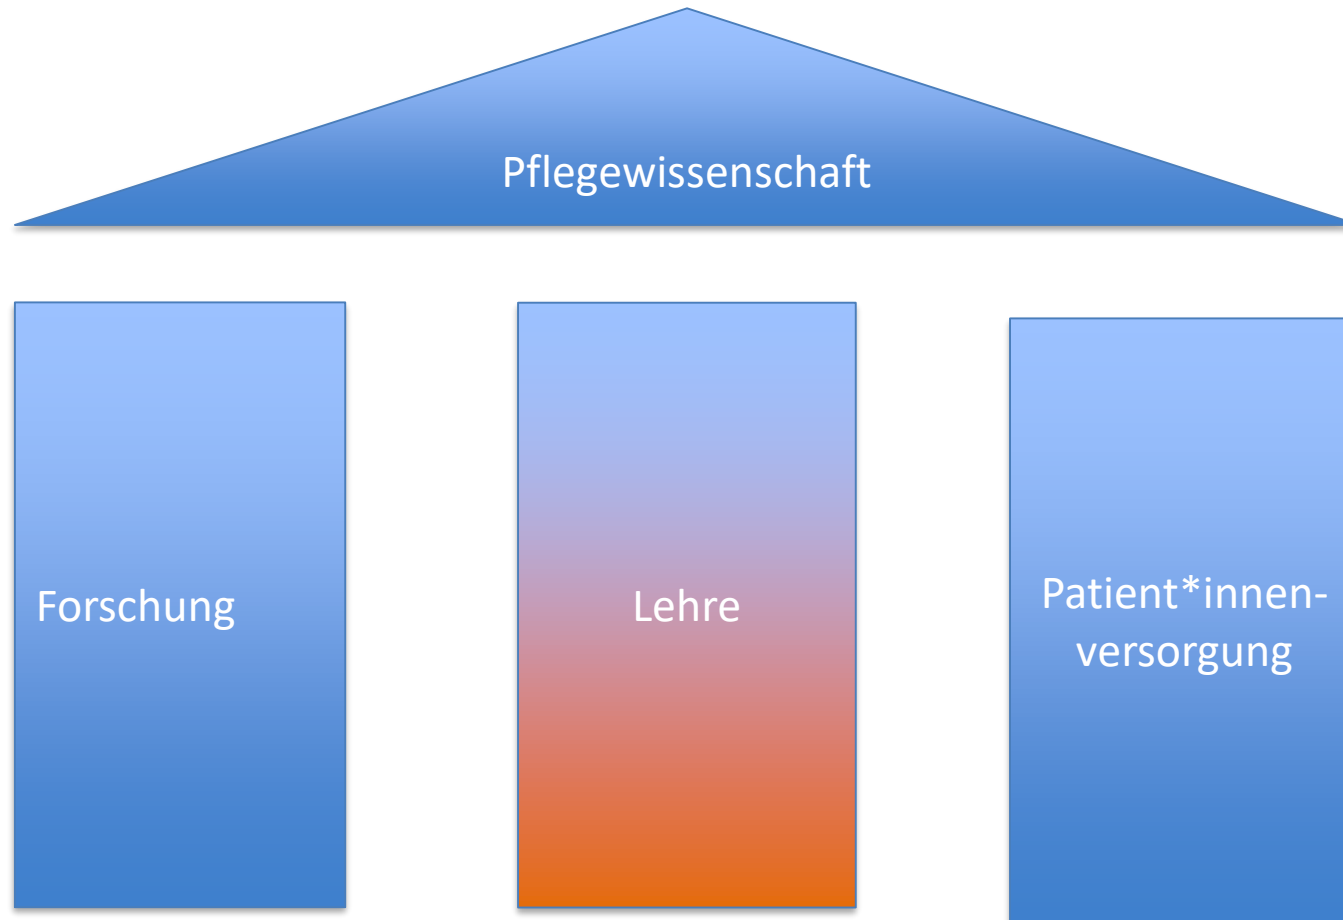 Pflegewissenschaft
Forschung
Lehre
Patient*innen-
versorgung